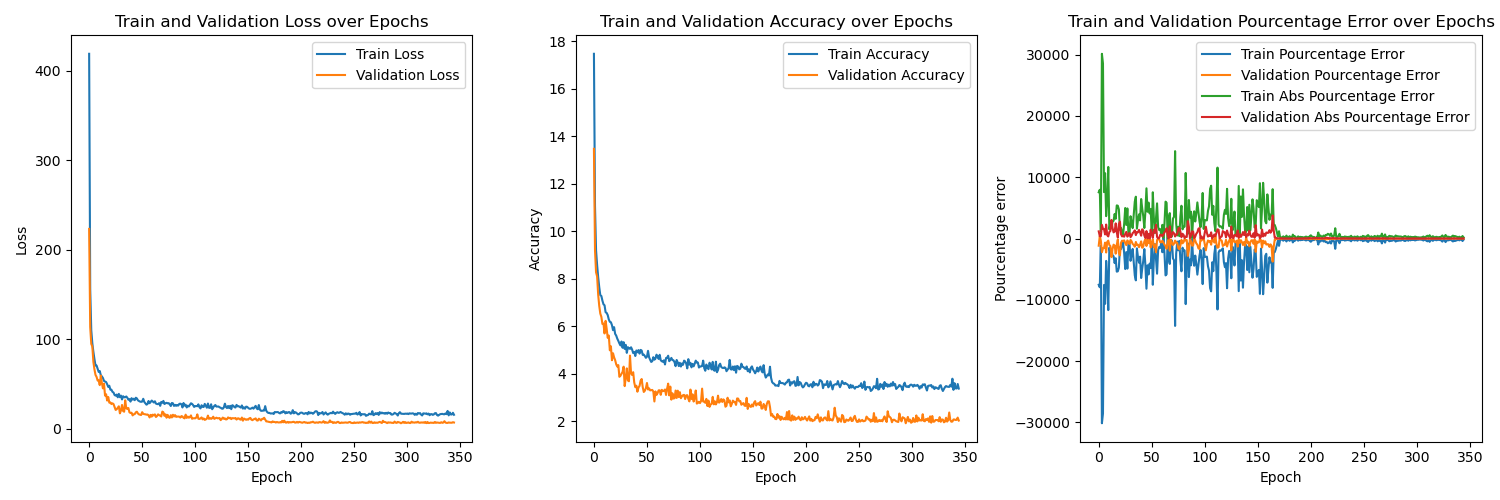 Train and Validation Loss over Epochs
Train Loss
Validation Loss
400
300
200
100
0
Loss
0 50 100 150 200 250 300 350
Epoch
Train and Validation Accuracy over Epochs
Train Accuracy
Validation Accuracy
18
16
14
12
10
8
6
4
2
Accuracy
0 50 100 150 200 250 300 350
Epoch
Train and Validation Pourcentage Error over Epochs
Train Pourcentage Error
Validation Pourcentage Error
Train Abs Pourcentage Error
Validation Abs Pourcentage Error
30000
20000
10000
0
−10000
−20000
−30000
Pourcentage error
0 50 100 150 200 250 300 350
Epoch